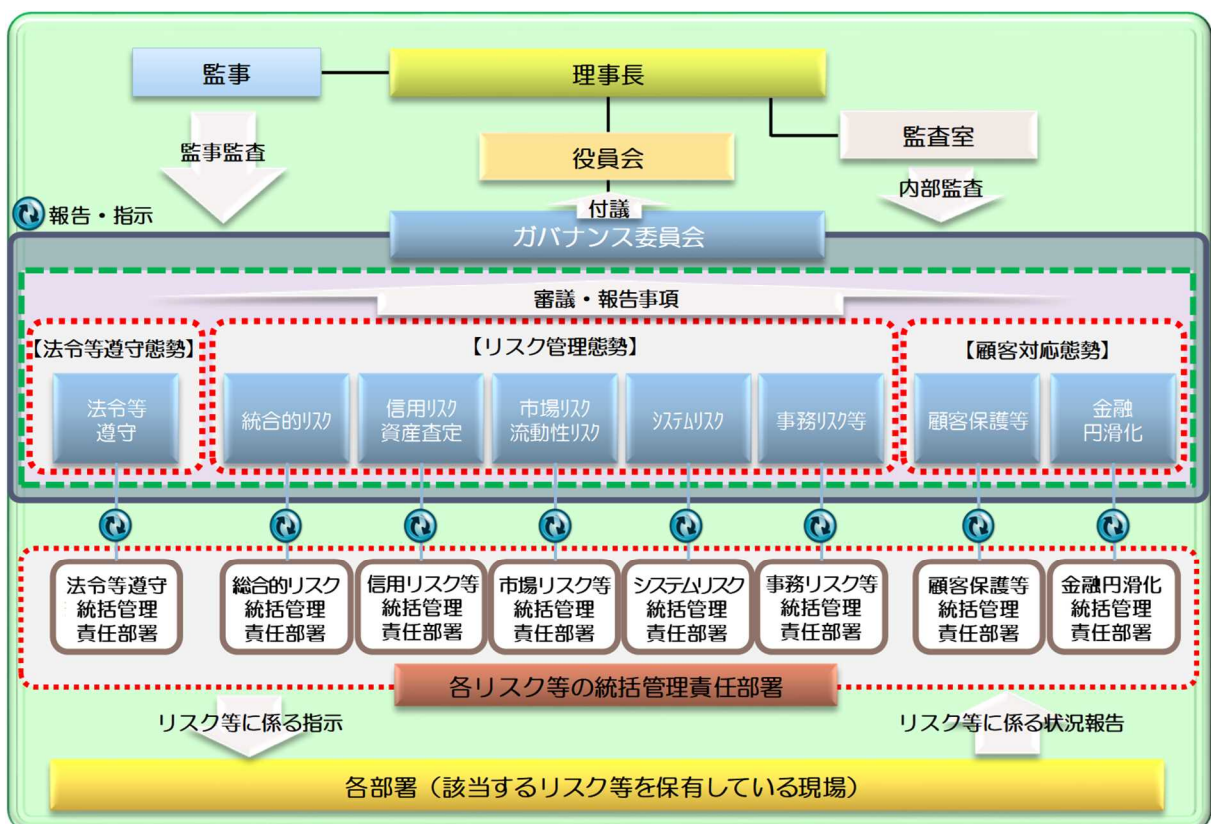 監事
理事長
監事監査
役員会
監査室
内部監査
付議
報告・指示
ガバナンス委員会
審議・報告事項
【法令等遵守態勢】
【リスク管理態勢】
【顧客対応態勢】
法令等
遵守
統合的リスク
信用リスク
資産査定
市場リスク
流動性リスク
システムリスク
事務リスク等
顧客保護等
金融
円滑化
法令等遵守
統括管理
責任部署
総合的リスク
統括管理
責任部署
信用リスク等
統括管理
責任部署
市場リスク等
統括管理
責任部署
システムリスク
統括管理
責任部署
事務リスク等
統括管理
責任部署
顧客保護等
統括管理
責任部署
金融円滑化
統括管理
責任部署
各リスク等の統括管理責任部署
リスク等に係る指示
リスク等に係る状況報告
各部署（該当するリスク等を保有している現場）